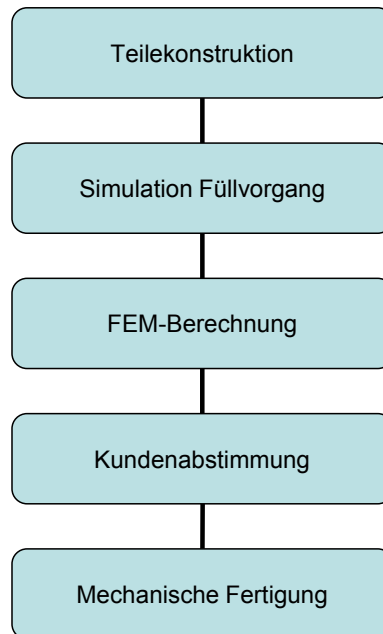 Teilekonstruktion
Simulation Füllvorgang
FEM-Berechnung
Kundenabstimmung
Mechanische Fertigung